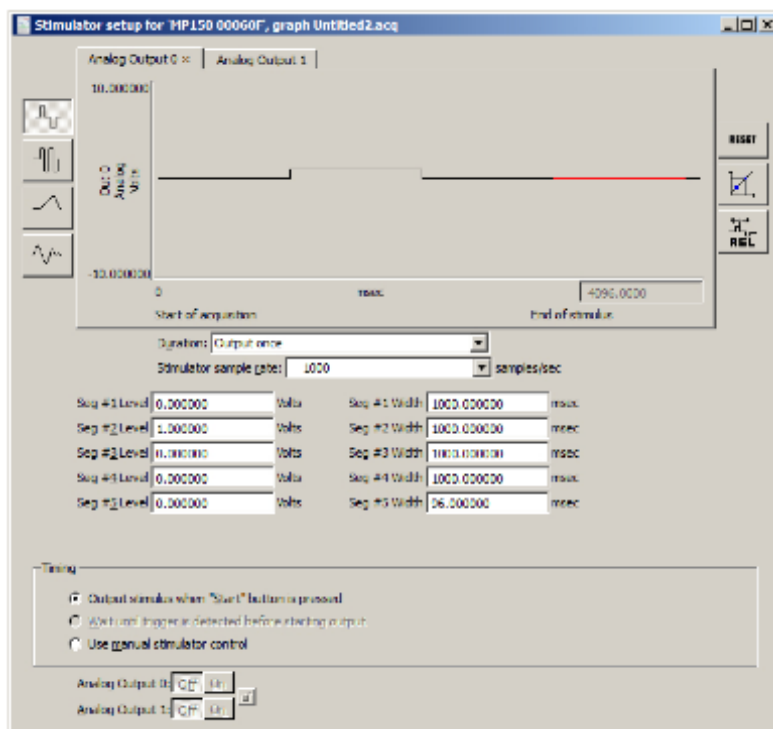 Stimulator setup for 'MP150 00060F', graph Untitled2.acq
Analog Output 0 × Analog Output 1
10.000000
Out 0
Analog
Volts
-10.000000
0 msec 4096.0000
Start of acquisition End of stimulus
RESET
REL
Duration: Output once
Stimulator sample rate: 1000 samples/sec
Seg #1 Level 0.000000 Volts Seg #1 Width 1000.000000 msec
Seg #2 Level 1.000000 Volts Seg #2 Width 1000.000000 msec
Seg #3 Level 0.000000 Volts Seg #3 Width 1000.000000 msec
Seg #4 Level 0.000000 Volts Seg #4 Width 1000.000000 msec
Seg #5 Level 0.000000 Volts Seg #5 Width 96.000000 msec
Timing
Output stimulus when "Start" button is pressed
Wait until trigger is detected before starting output
Use manual stimulator control
Analog Output 0: Off On
Analog Output 1: Off On